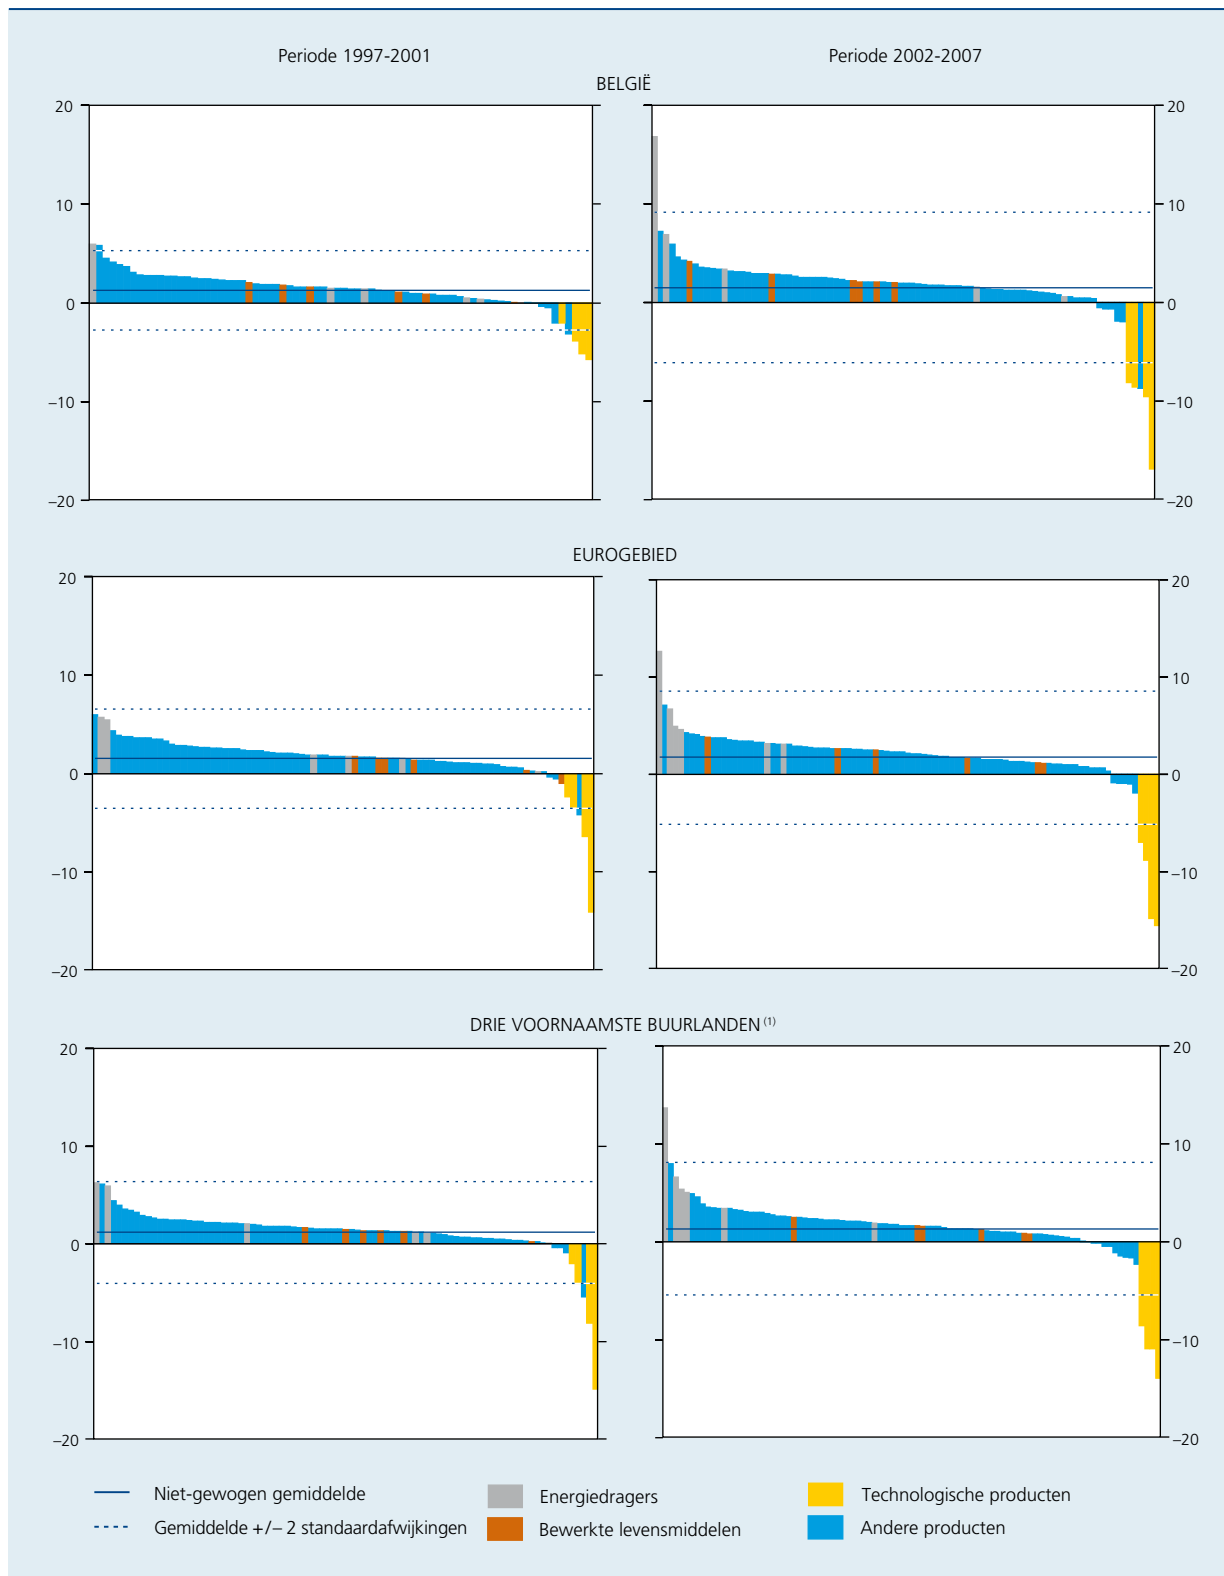 Periode 1997-2001
Periode 2002-2007
BELGIË
20
10
0
–10
–20
20
10
0
–10
–20
EUROGEBIED
20
10
0
–10
–20
20
10
0
–10
–20
DRIE VOORNAAMSTE BUURLANDEN (1)
20
10
0
–10
–20
20
10
0
–10
–20
Niet-gewogen gemiddelde
Gemiddelde +/– 2 standaardafwijkingen
Energiedragers
Bewerkte levensmiddelen
Technologische producten
Andere producten